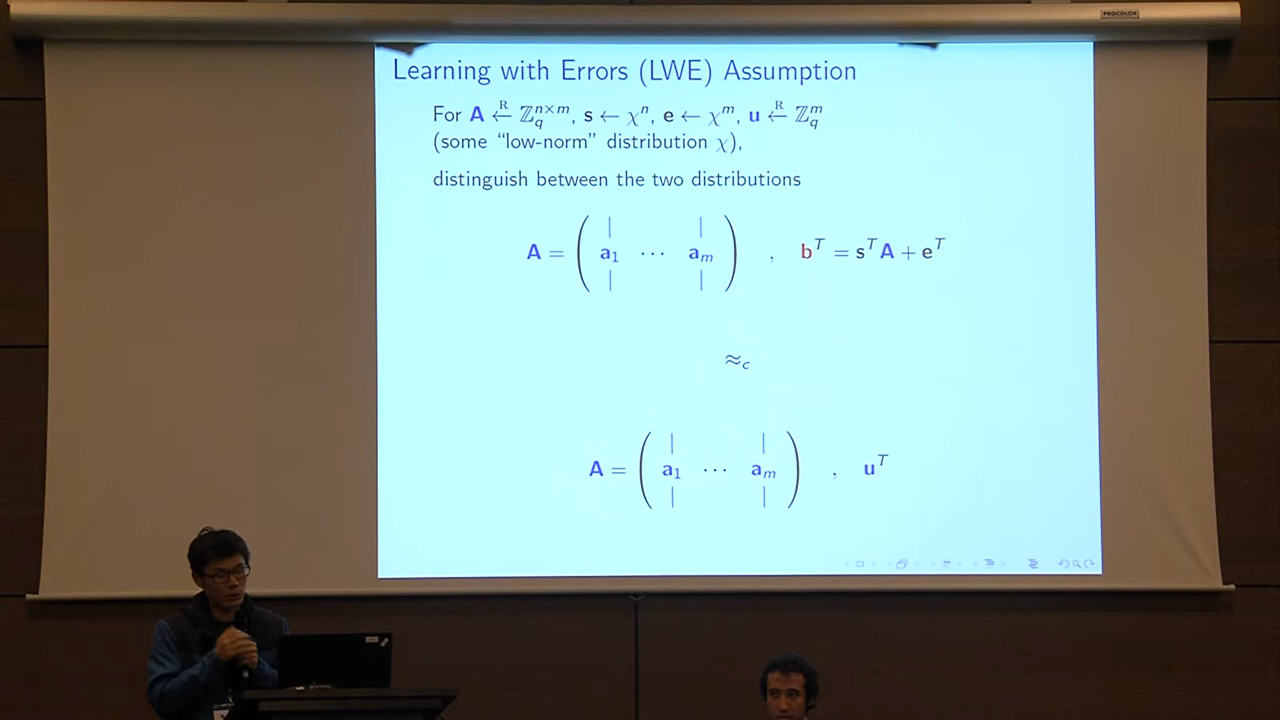 PROCOLOR
Learning with Errors (LWE) Assumption
For A ←R ℤ_q^{n×m}, s ← χ^n, e ← χ^m, u ←R ℤ_q^m
(some “low-norm” distribution χ),
distinguish between the two distributions
A = ( | a_1 | ⋯ | a_m | ) , b^T = s^T A + e^T
≈_c
A = ( | a_1 | ⋯ | a_m | ) , u^T